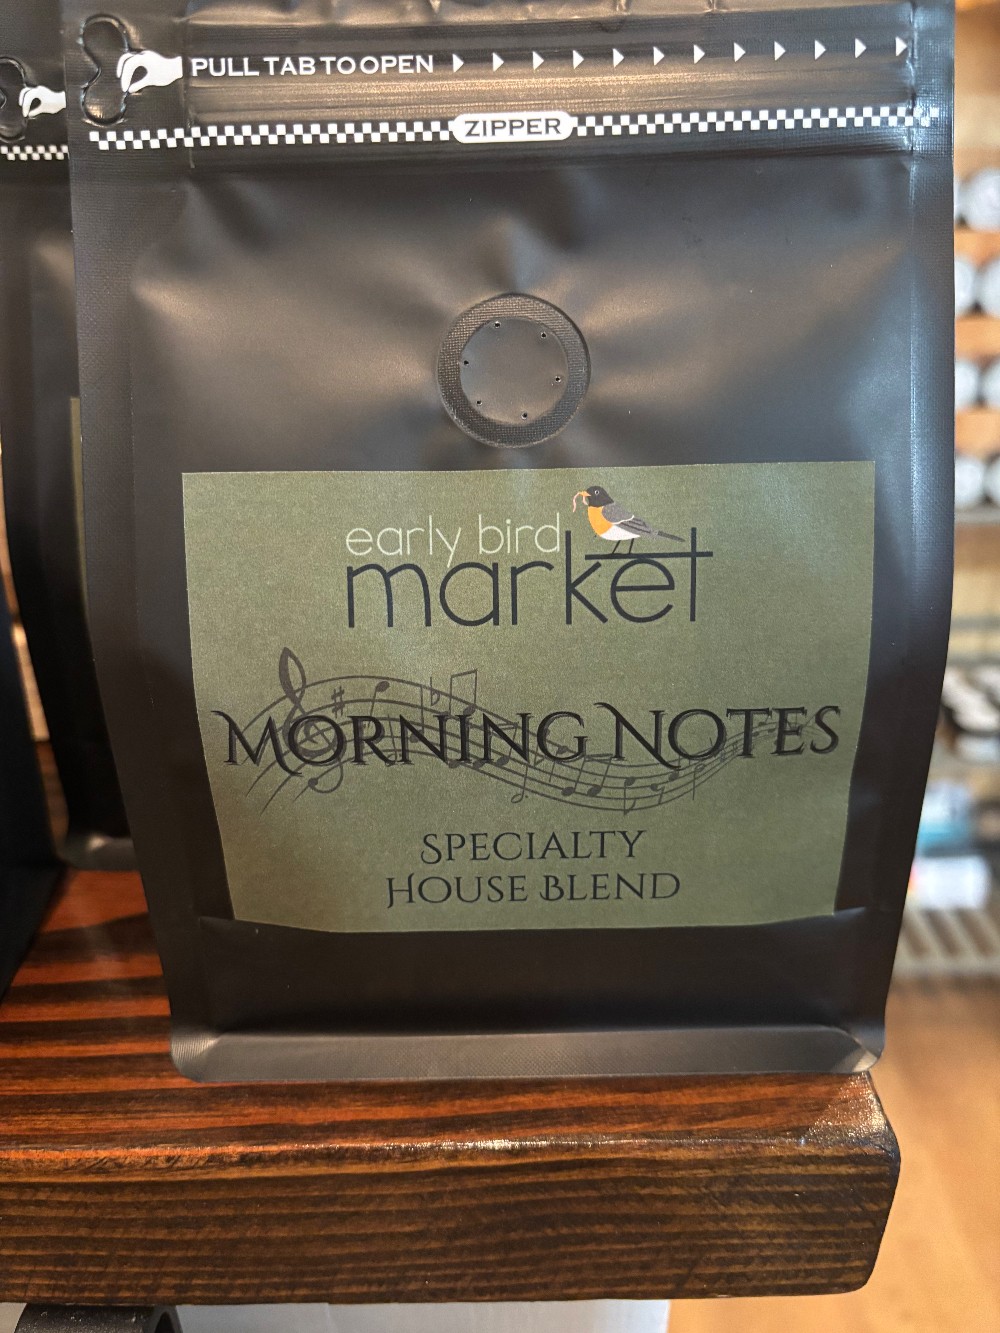 PULL TAB TO OPEN
ZIPPER
early bird
market
MORNING NOTES
SPECIALTY
HOUSE BLEND